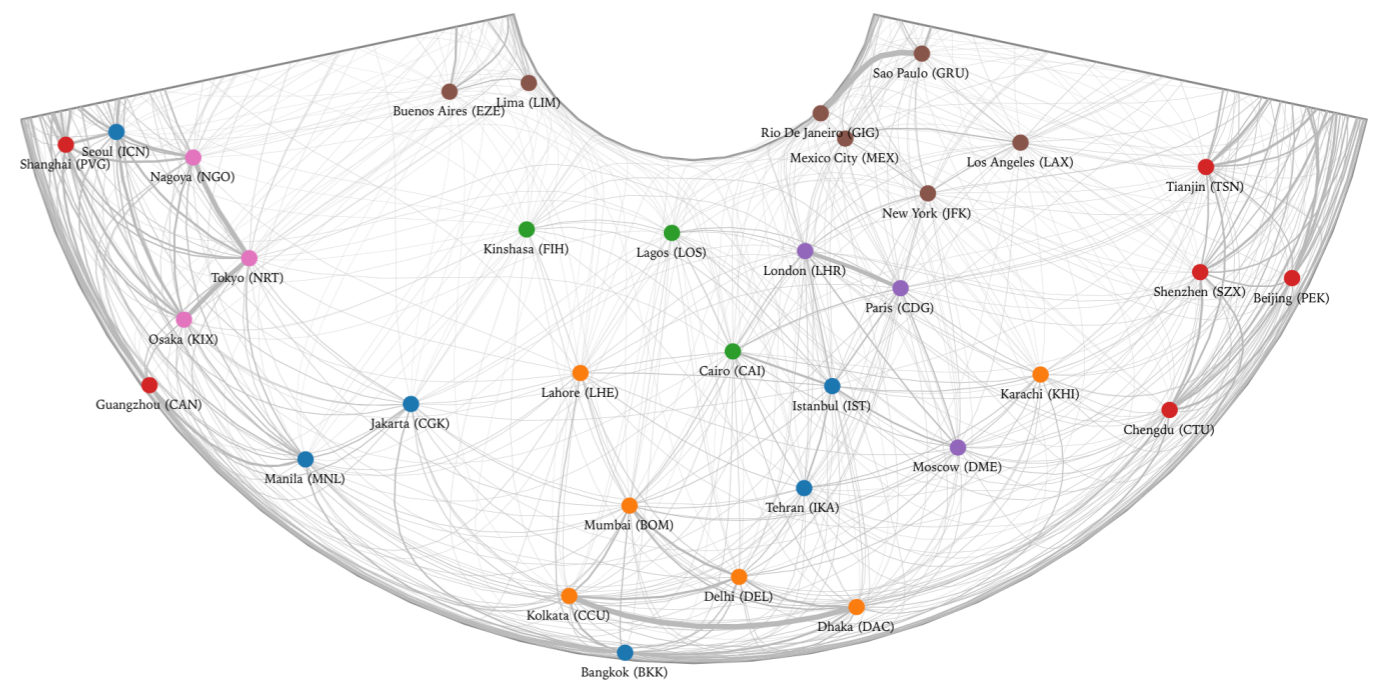 Sao Paulo (GRU)
Buenos Aires (EZE)
Lima (LIM)
Rio De Janeiro (GIG)
Mexico City (MEX)
Los Angeles (LAX)
Seoul (ICN)
Shanghai (PVG)
Nagoya (NGO)
Tianjin (TSN)
New York (JFK)
Kinshasa (FIH)
Lagos (LOS)
London (LHR)
Tokyo (NRT)
Shenzhen (SZX)
Beijing (PEK)
Paris (CDG)
Osaka (KIX)
Cairo (CAI)
Lahore (LHE)
Karachi (KHI)
Guangzhou (CAN)
Istanbul (IST)
Jakarta (CGK)
Chengdu (CTU)
Moscow (DME)
Manila (MNL)
Tehran (IKA)
Mumbai (BOM)
Delhi (DEL)
Kolkata (CCU)
Dhaka (DAC)
Bangkok (BKK)